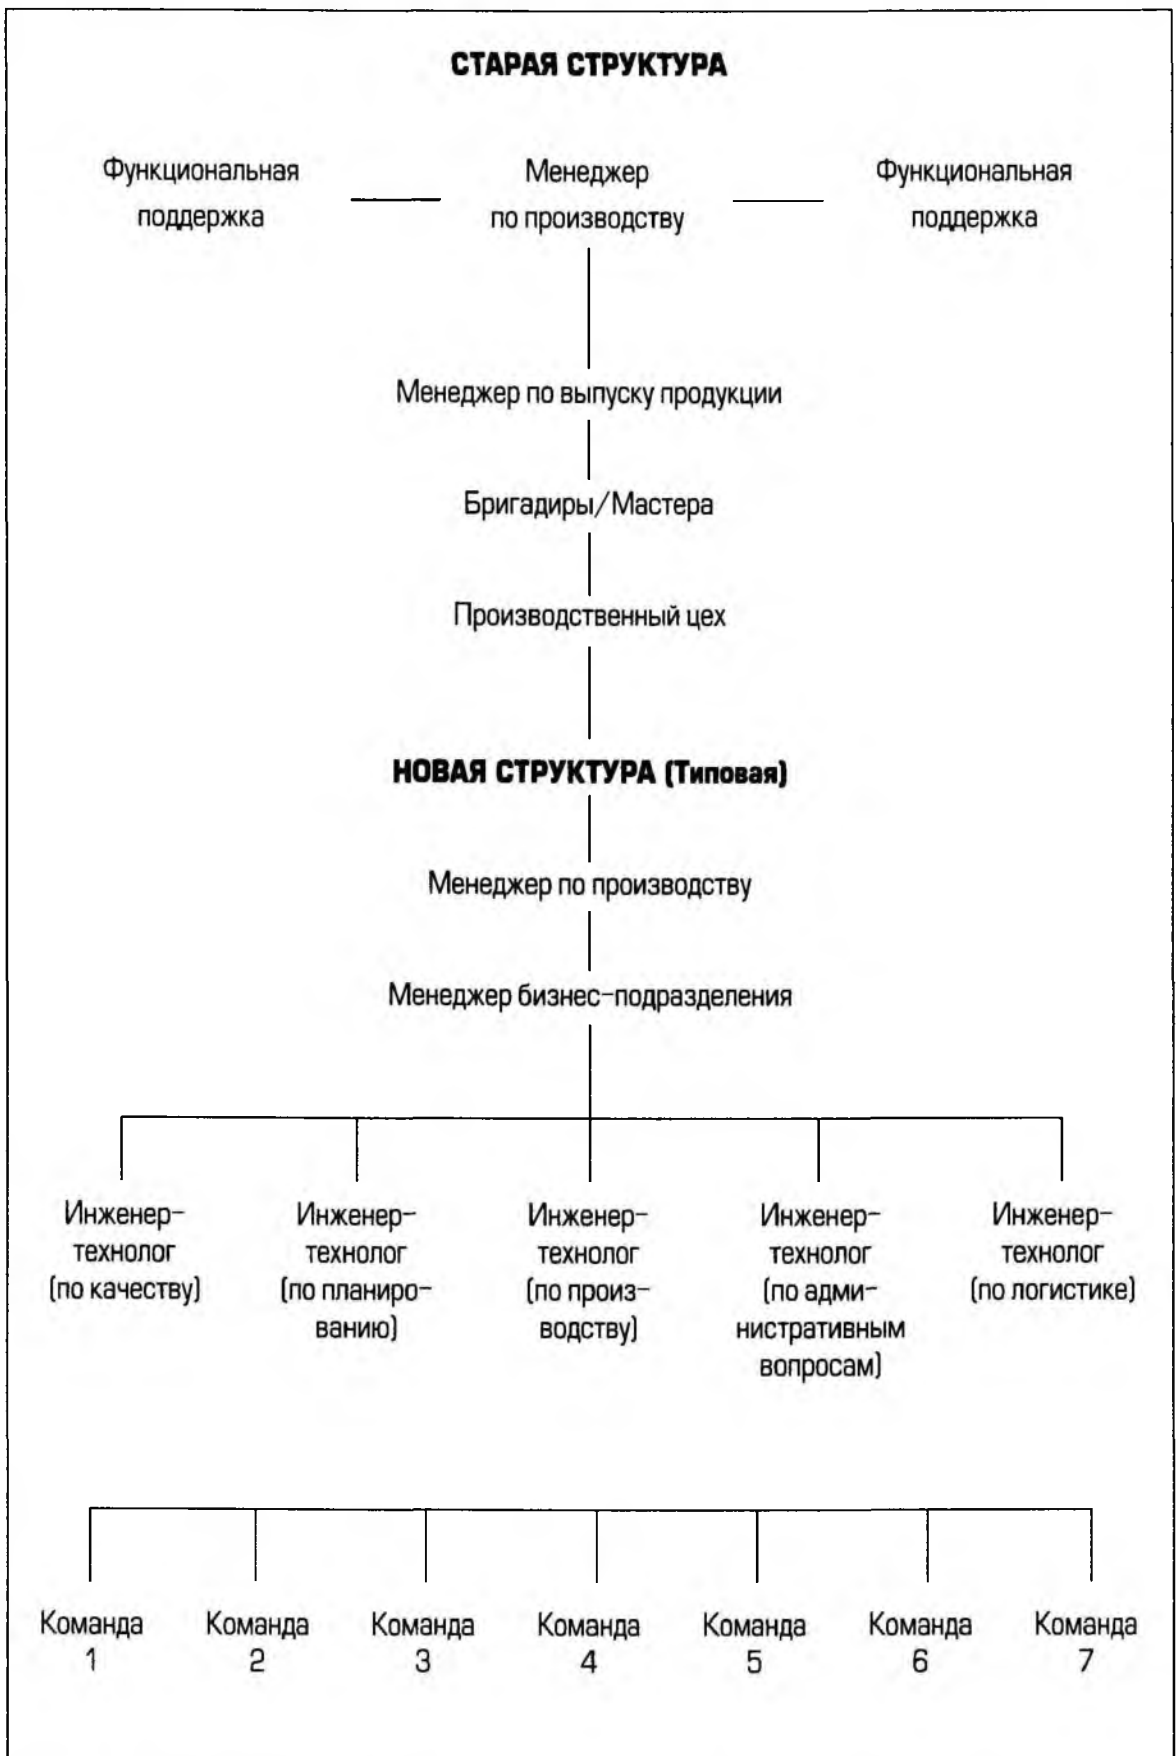 СТАРАЯ СТРУКТУРА
Функциональная
поддержка
Менеджер
по производству
Функциональная
поддержка
Менеджер по выпуску продукции
Бригадиры/Мастера
Производственный цех
НОВАЯ СТРУКТУРА (Типовая)
Менеджер по производству
Менеджер бизнес-подразделения
Инженер-
технолог
(по качеству)
Инженер-
технолог
(по планиро-
ванию)
Инженер-
технолог
(по произ-
водству)
Инженер-
технолог
(по адми-
нистративным
вопросам)
Инженер-
технолог
(по логистике)
Команда
1
Команда
2
Команда
3
Команда
4
Команда
5
Команда
6
Команда
7